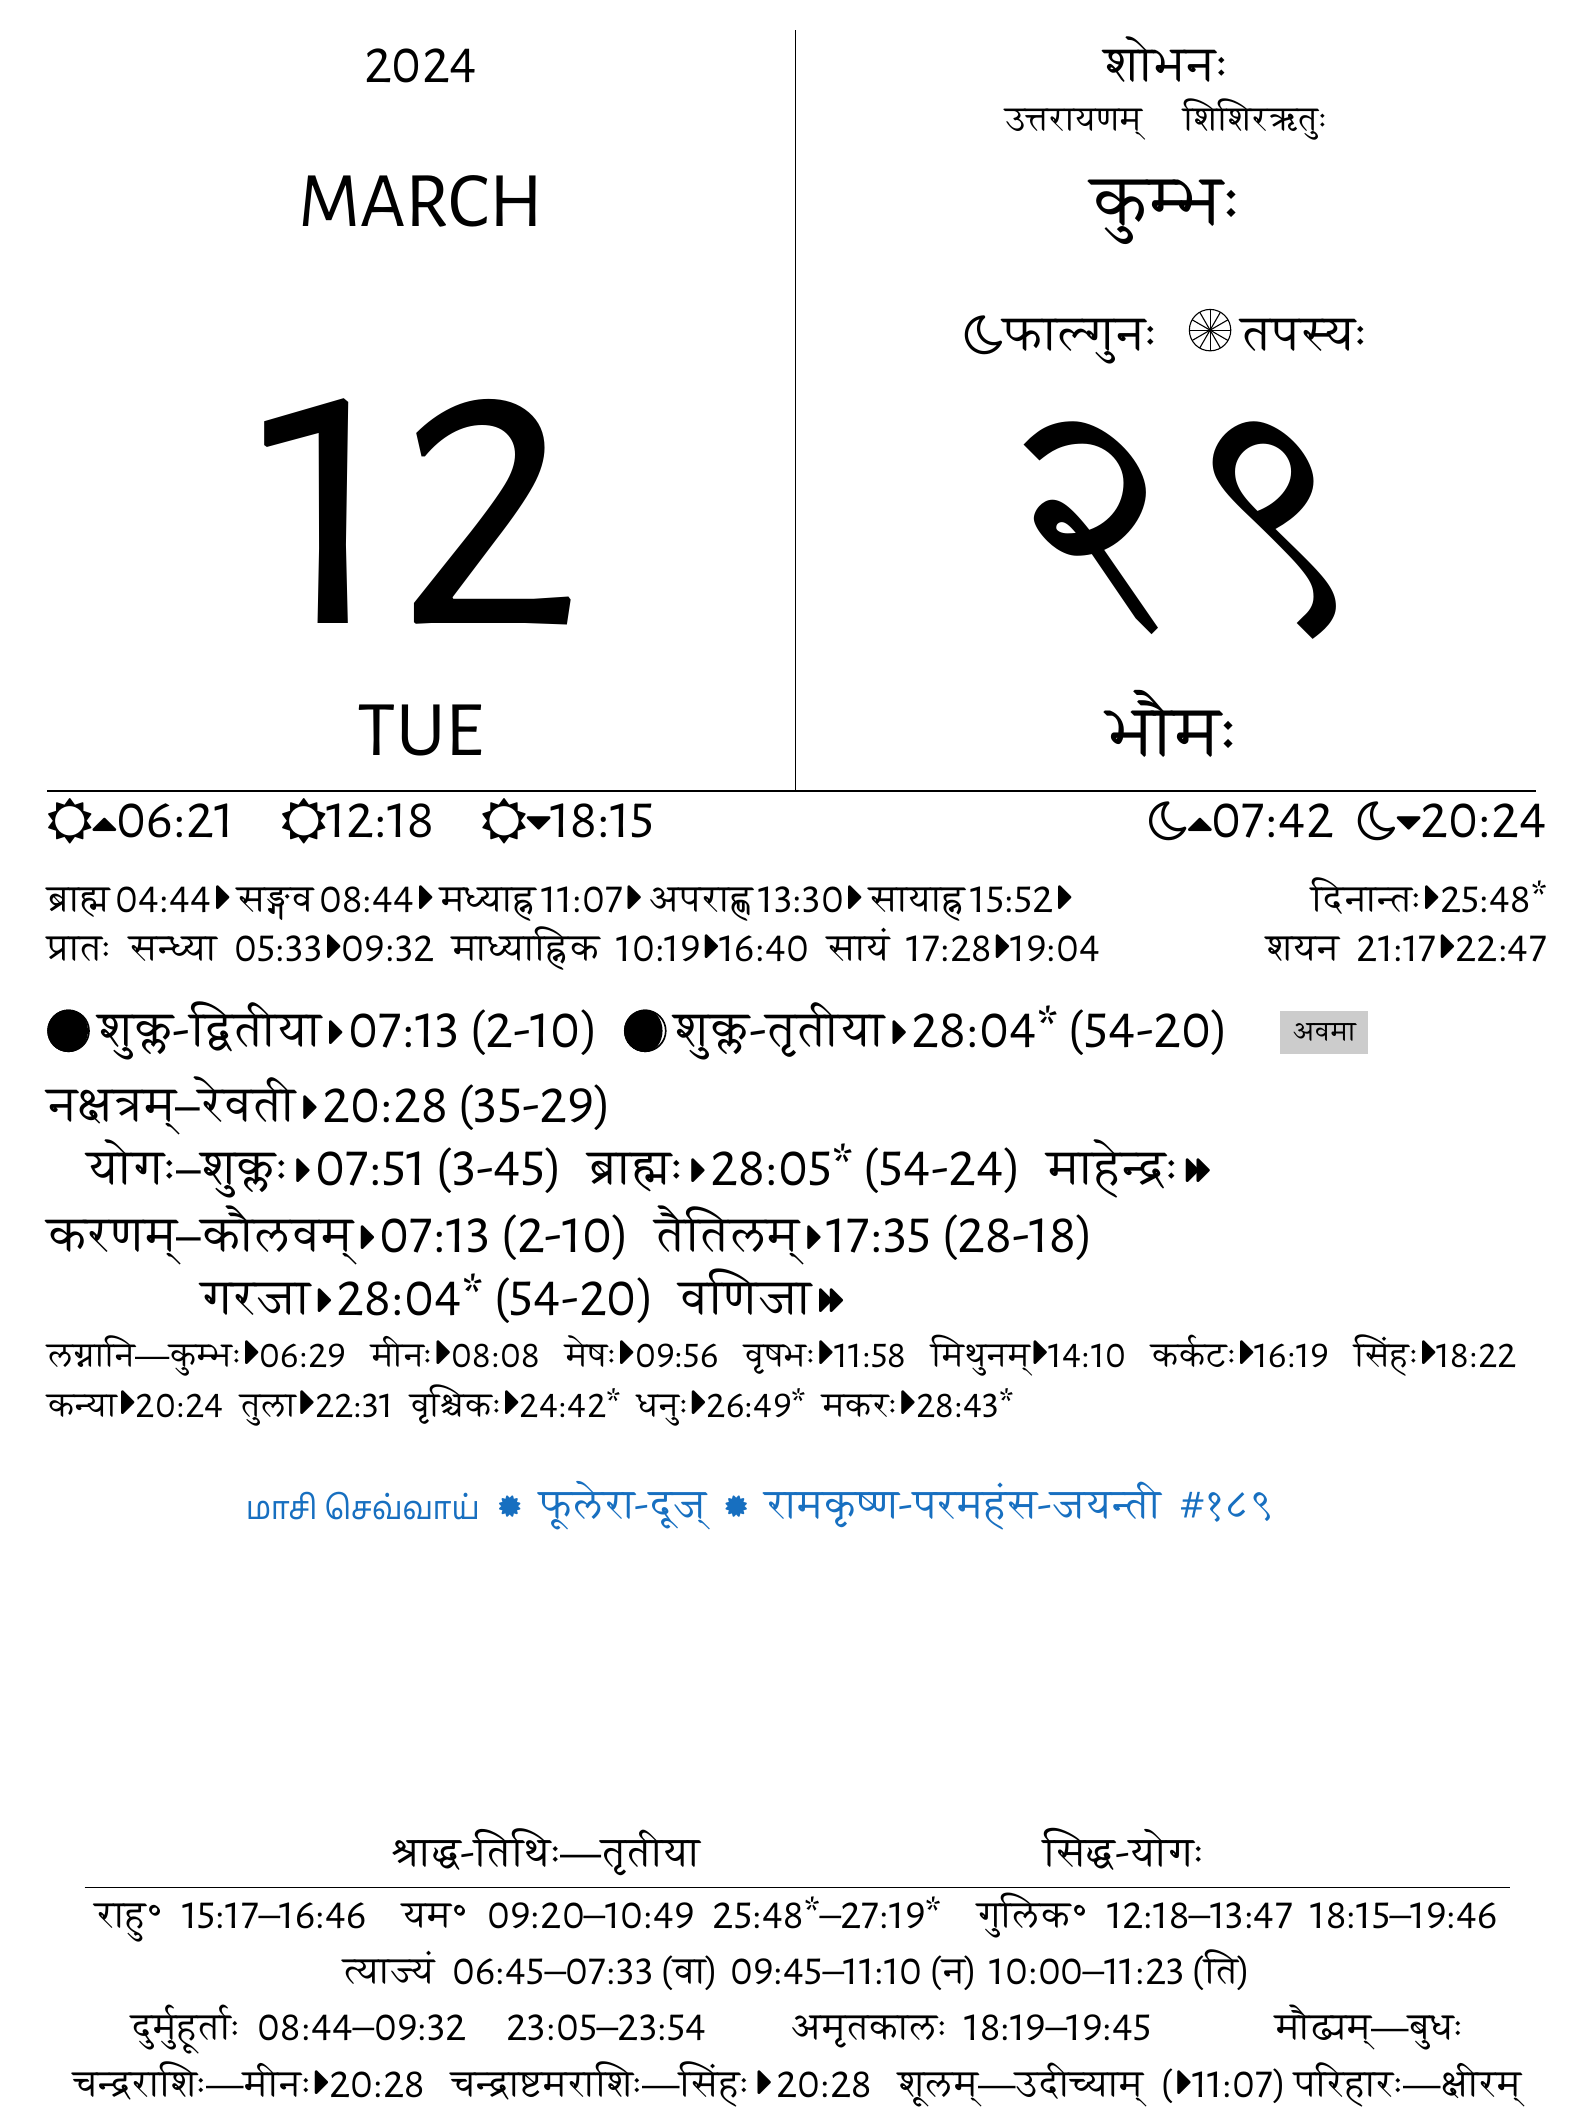 2024
MARCH
12
TUE
शोभनः
उत्तरायणम् शिशिरऋतुः
कुम्भः
फाल्गुनः तपस्यः
२९
भौमः
06:21 12:18 18:15 07:42 20:24
ब्राह्म 04:44 सङ्गव 08:44 मध्याह्न 11:07 अपराह्ण 13:30 सायाह्न 15:52 दिनान्तः 25:48*
प्रातः सन्ध्या 05:33 09:32 माध्याह्निक 10:19 16:40 सायं 17:28 19:04 शयन 21:17 22:47
शुक्ल-द्वितीया 07:13 (2-10) शुक्ल-तृतीया 28:04* (54-20) अवमा
नक्षत्रम्–रेवती 20:28 (35-29)
योगः–शुक्लः 07:51 (3-45) ब्राह्मः 28:05* (54-24) माहेन्द्रः
करणम्–कौलवम् 07:13 (2-10) तैतिलम् 17:35 (28-18)
गरजा 28:04* (54-20) वणिजा
लग्नानि—कुम्भः 06:29 मीनः 08:08 मेषः 09:56 वृषभः 11:58 मिथुनम् 14:10 कर्कटः 16:19 सिंहः 18:22
कन्या 20:24 तुला 22:31 वृश्चिकः 24:42* धनुः 26:49* मकरः 28:43*
மாசி செவ்வாய் फूलेरा-दूज् रामकृष्ण-परमहंस-जयन्ती #१८९
श्राद्ध-तिथिः—तृतीया सिद्ध-योगः
राहु॰ 15:17–16:46 यम॰ 09:20–10:49 25:48*–27:19* गुलिक॰ 12:18–13:47 18:15–19:46
त्याज्यं 06:45–07:33 (वा) 09:45–11:10 (न) 10:00–11:23 (ति)
दुर्मुहूर्ताः 08:44–09:32 23:05–23:54 अमृतकालः 18:19–19:45 मौढ्यम्—बुधः
चन्द्रराशिः—मीनः 20:28 चन्द्राष्टमराशिः—सिंहः 20:28 शूलम्—उदीच्याम् (11:07) परिहारः—क्षीरम्